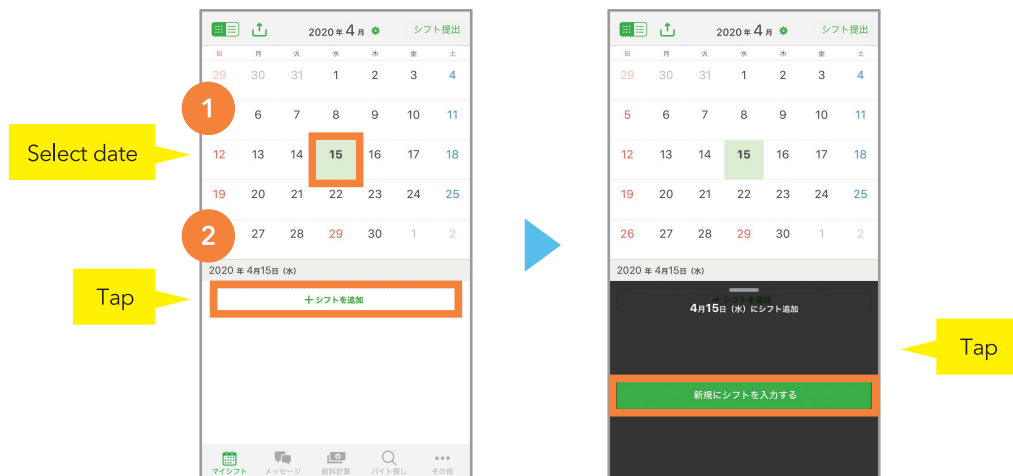 2020年4月 シフト提出
日 月 火 水 木 金 土
29 30 31 1 2 3 4
1
6 7 8 9 10 11
Select date
12 13 14 15 16 17 18
19 20 21 22 23 24 25
2
27 28 29 30 1 2
2020年4月15日(水)
Tap
+シフトを追加
マイシフト メッセージ 給料計算 バイト探し その他
2020年4月 シフト提出
日 月 火 水 木 金 土
29 30 31 1 2 3 4
5 6 7 8 9 10 11
12 13 14 15 16 17 18
19 20 21 22 23 24 25
26 27 28 29 30 1 2
2020年4月15日(水)
+シフトを追加
4月15日(水)にシフト追加
Tap
新規にシフトを入力する